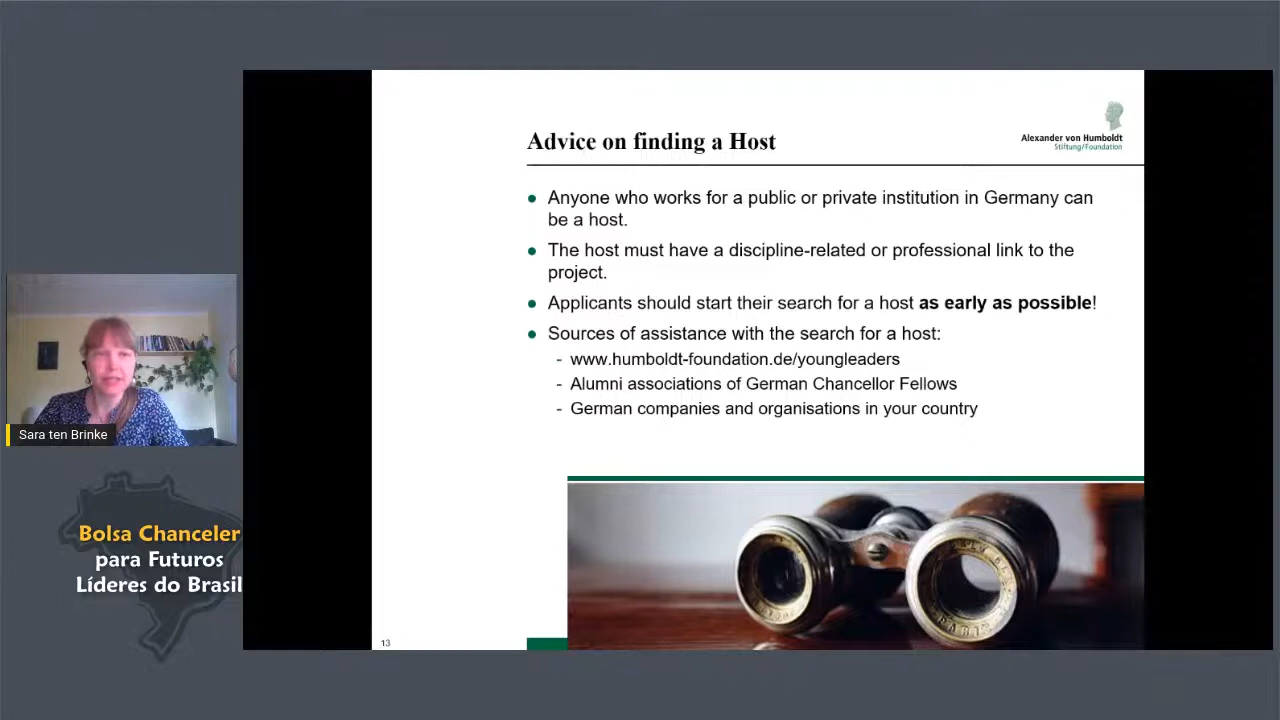 Advice on finding a Host
Alexander von Humboldt
Stiftung/Foundation
Anyone who works for a public or private institution in Germany can
be a host.
The host must have a discipline-related or professional link to the
project.
Applicants should start their search for a host as early as possible!
Sources of assistance with the search for a host:
- www.humboldt-foundation.de/youngleaders
- Alumni associations of German Chancellor Fellows
- German companies and organisations in your country
13
Sara ten Brinke
Bolsa Chanceler
para Futuros
Líderes do Brasil